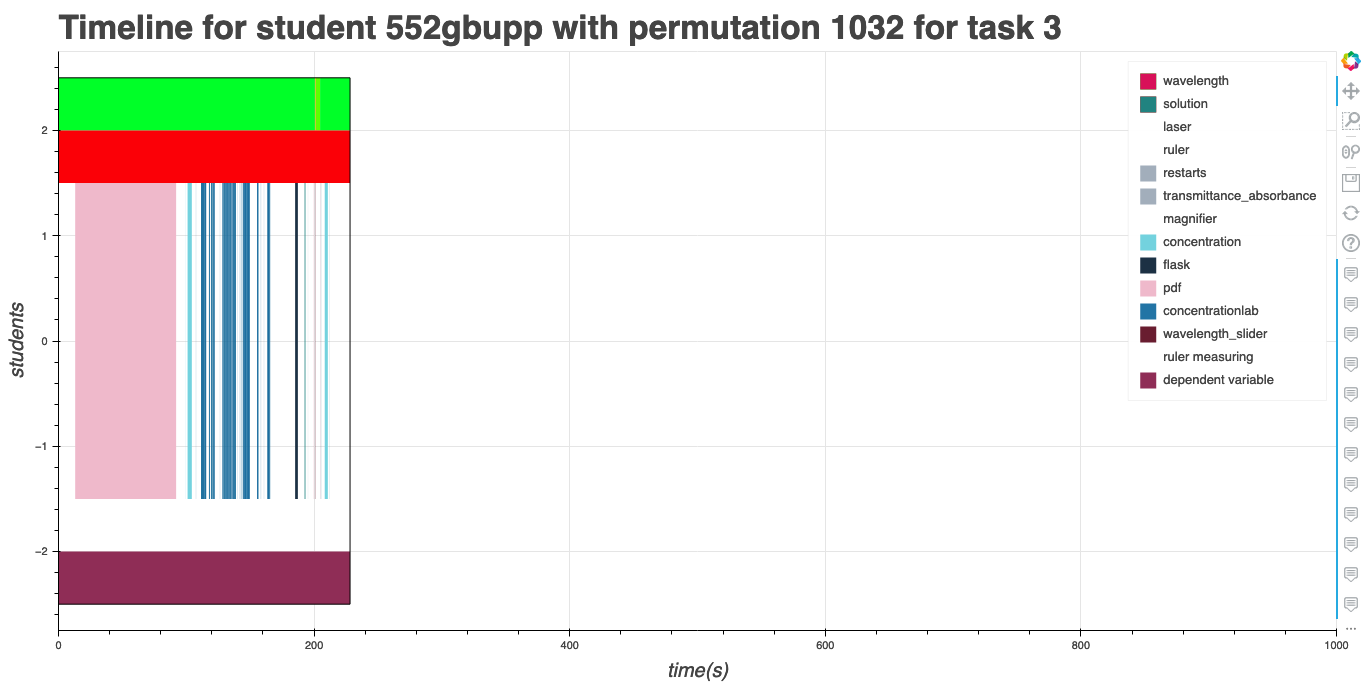 Timeline for student 552gbupp with permutation 1032 for task 3
wavelength
solution
laser
ruler
restarts
transmittance_absorbance
magnifier
concentration
flask
pdf
concentrationlab
wavelength_slider
ruler measuring
dependent variable
students
2
1
0
−1
−2
0 200 400 600 800 1000
time(s)